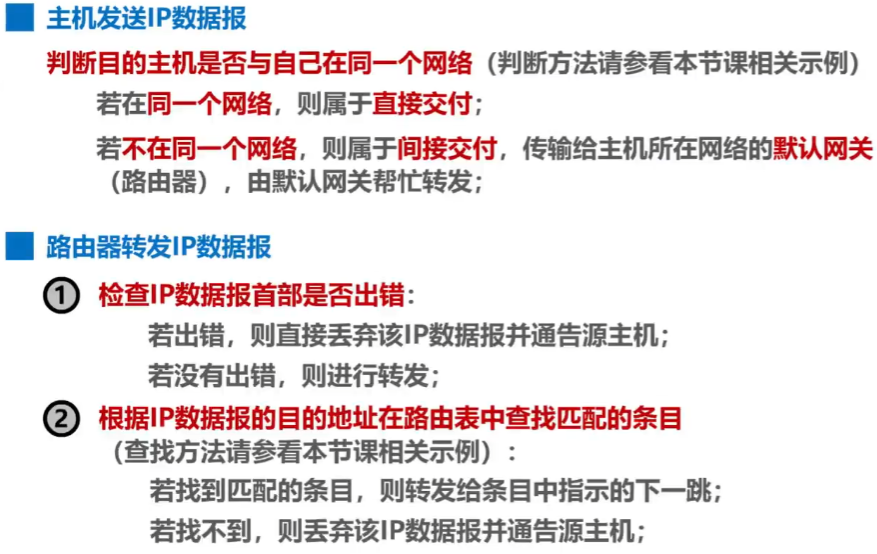 主机发送IP数据报
判断目的主机是否与自己在同一个网络（判断方法请参看本节课相关示例）
若在同一个网络，则属于直接交付；
若不在同一个网络，则属于间接交付，传输给主机所在网络的默认网关
（路由器），由默认网关帮忙转发；
路由器转发IP数据报
① 检查IP数据报首部是否出错：
若出错，则直接丢弃该IP数据报并通告源主机；
若没有出错，则进行转发；
② 根据IP数据报的目的地址在路由表中查找匹配的条目
（查找方法请参看本节课相关示例）：
若找到匹配的条目，则转发给条目中指示的下一跳；
若找不到，则丢弃该IP数据报并通告源主机；